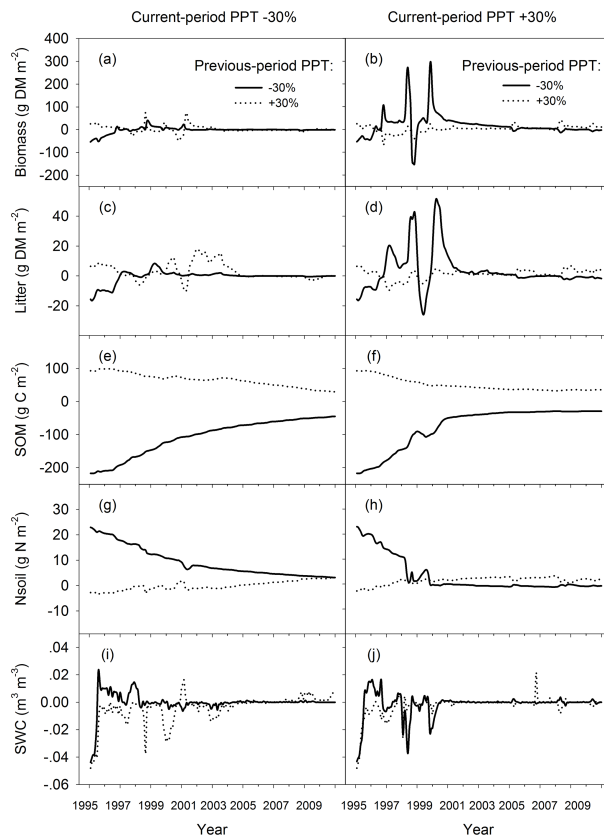 Current-period PPT -30%
Current-period PPT +30%
400
300
200
100
0
-100
-200
Biomass (g DM m-2)
(a)
Previous-period PPT:
-30%
+30%
(b)
Previous-period PPT:
-30%
+30%
40
20
0
-20
Litter (g DM m-2)
(c)
(d)
100
0
-100
-200
SOM (g C m-2)
(e)
(f)
30
20
10
0
-10
Nsoil (g N m-2)
(g)
(h)
.04
.02
0.00
-.02
-.04
.06
SWC (m3 m-3)
(i)
(j)
1995 1997 1999 2001 2003 2005 2007 2009
1995 1997 1999 2001 2003 2005 2007 2009
Year
Year